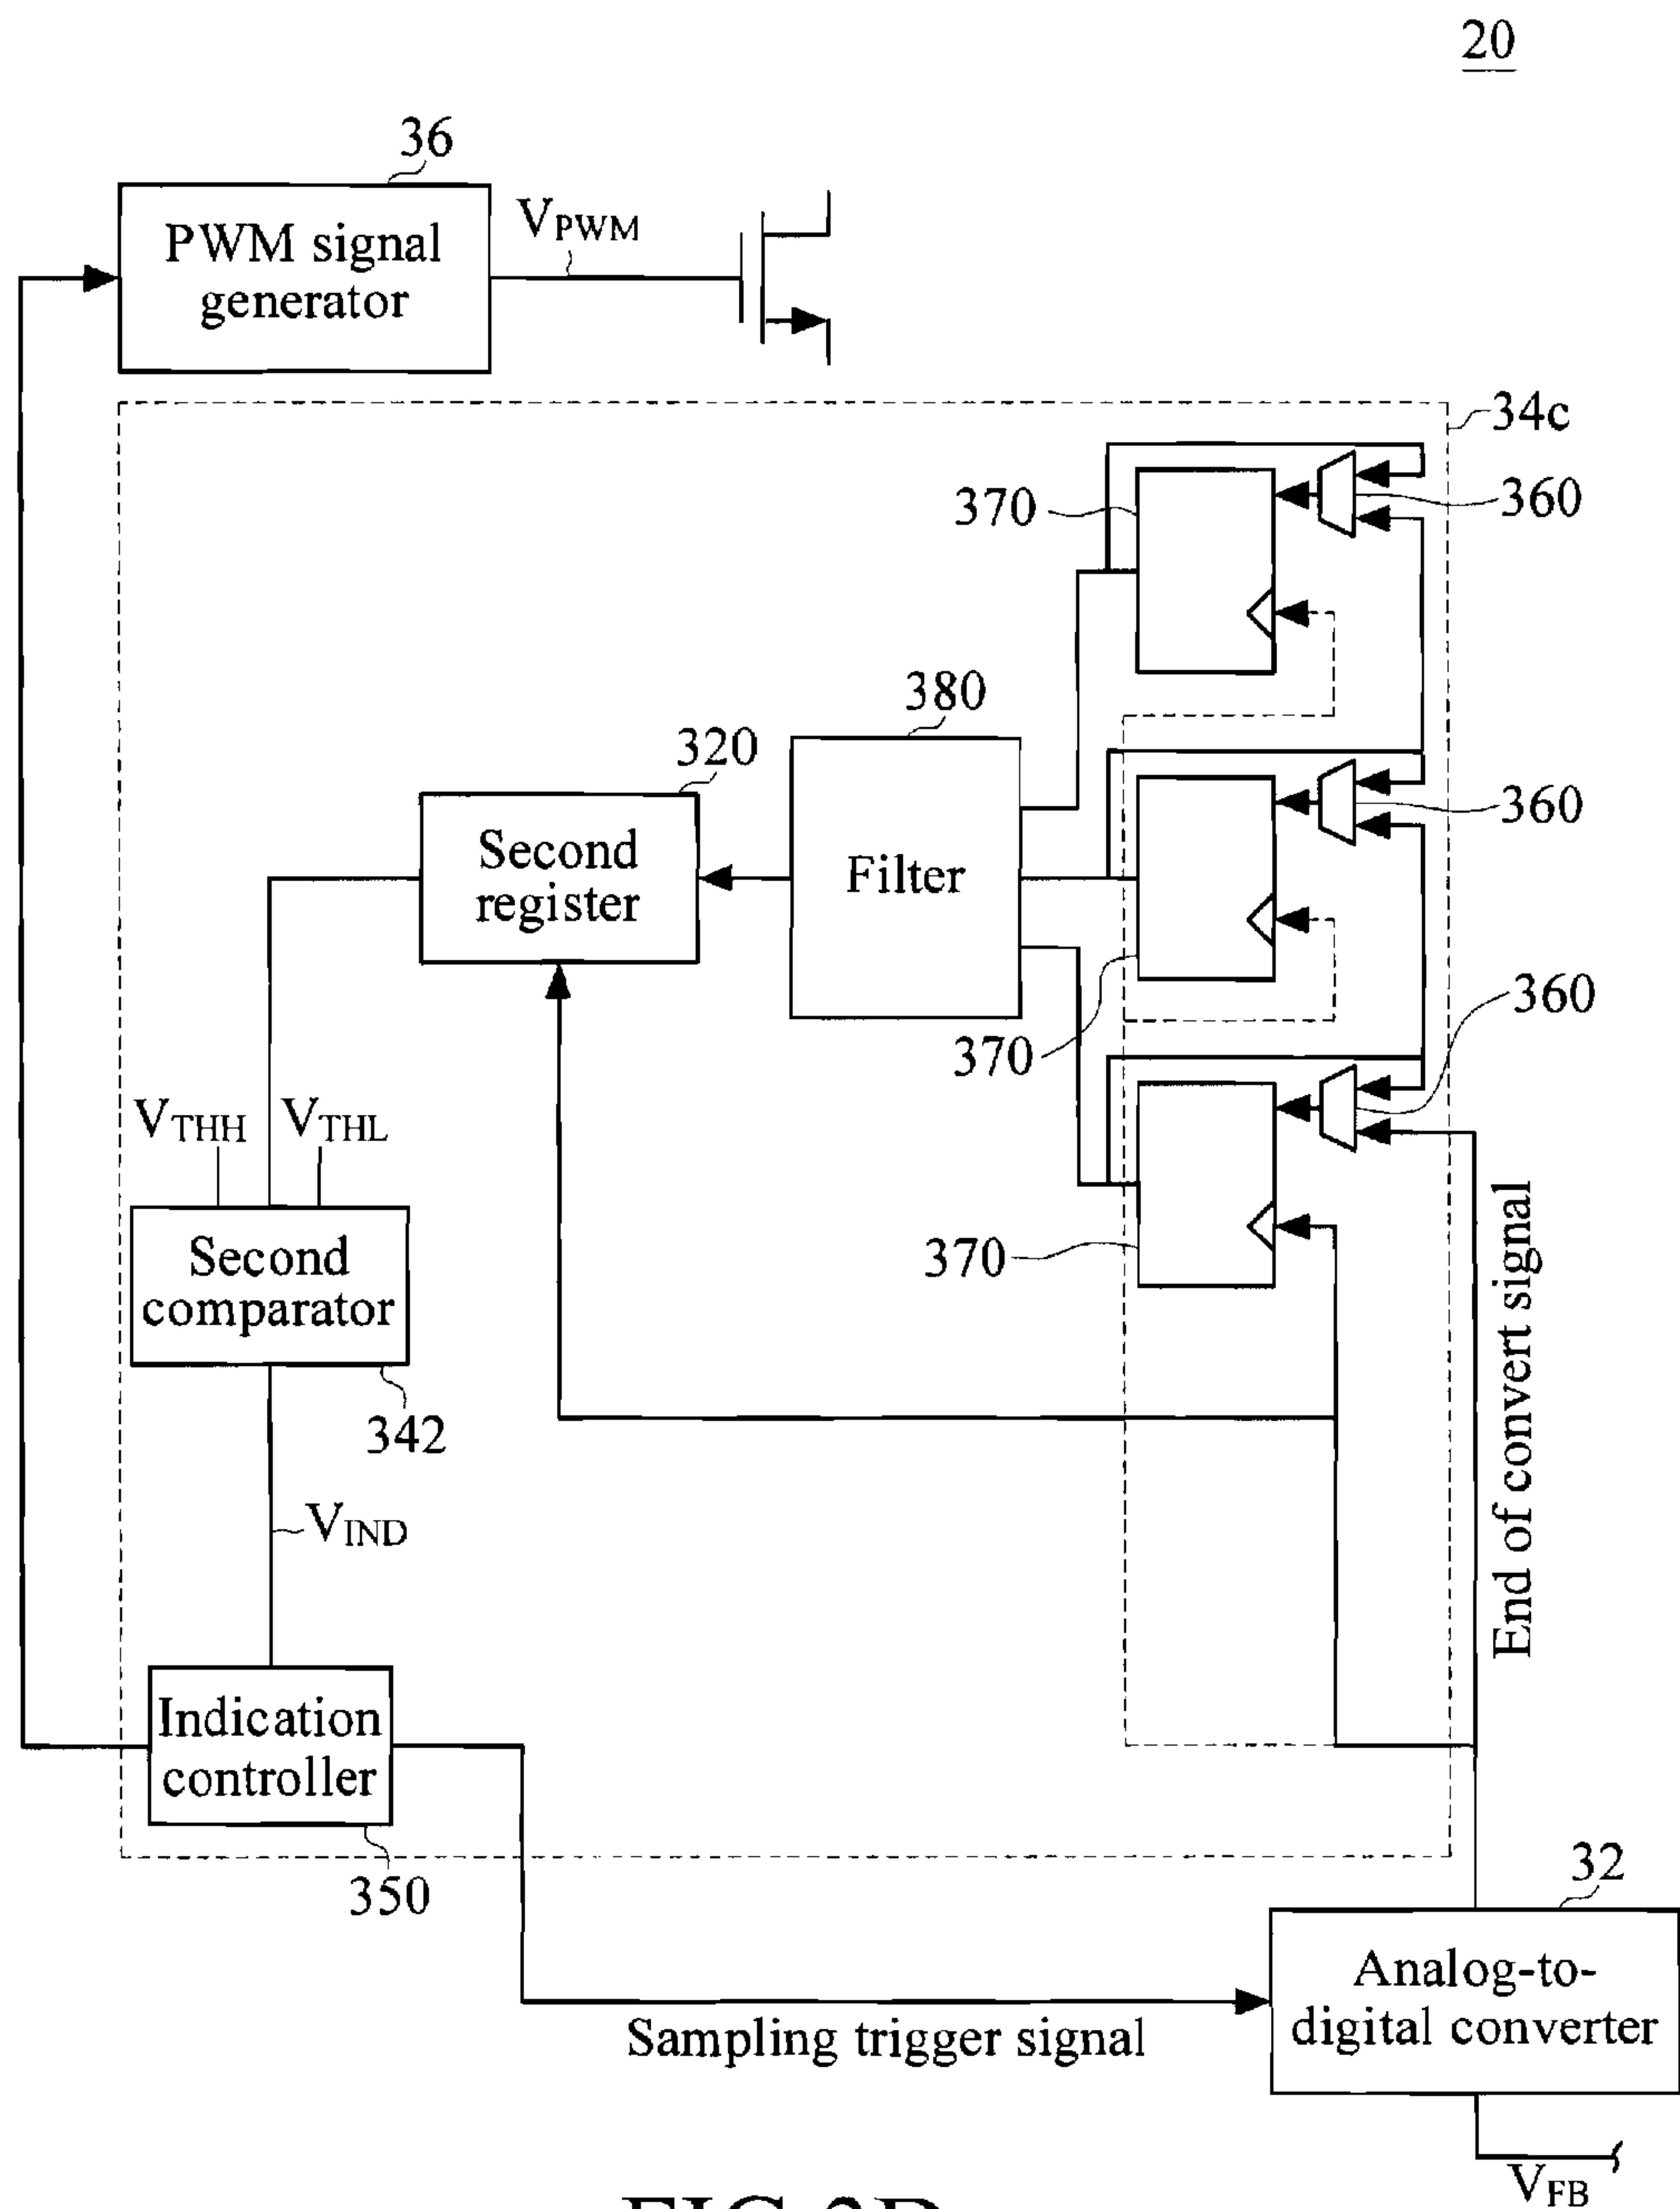 20
36
PWM signal
generator
VPWM
34c
370
360
380
320
Second
register
Filter
360
370
360
VTHH
VTHL
Second
comparator
370
342
End of convert signal
VIND
Indication
controller
350
32
Analog-to-
digital converter
Sampling trigger signal
VFB